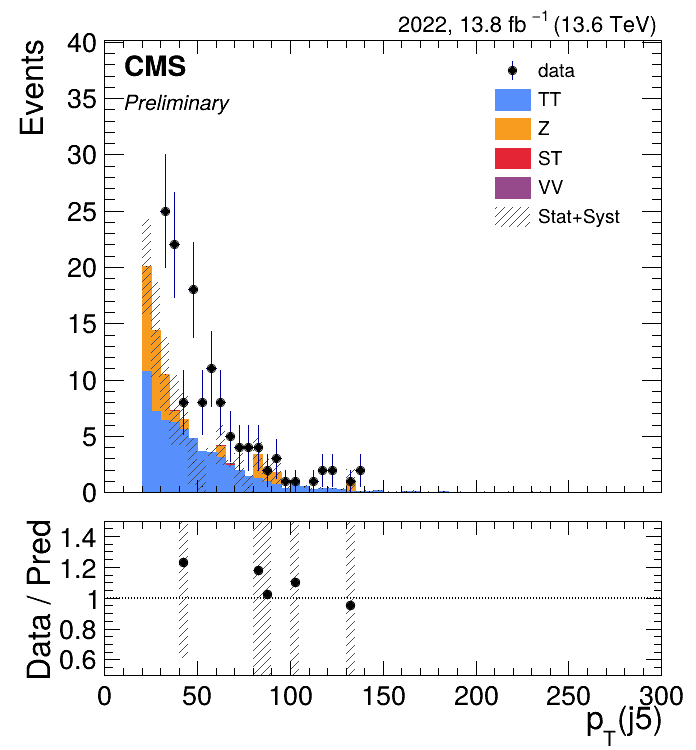 2022, 13.8 fb⁻¹ (13.6 TeV)
Events
40
35
30
25
20
15
10
5
0
CMS
Preliminary
data
TT
Z
ST
VV
Stat+Syst
Data / Pred
1.4
1.2
1
0.8
0.6
0 50 100 150 200 250 300
p_T(j5)